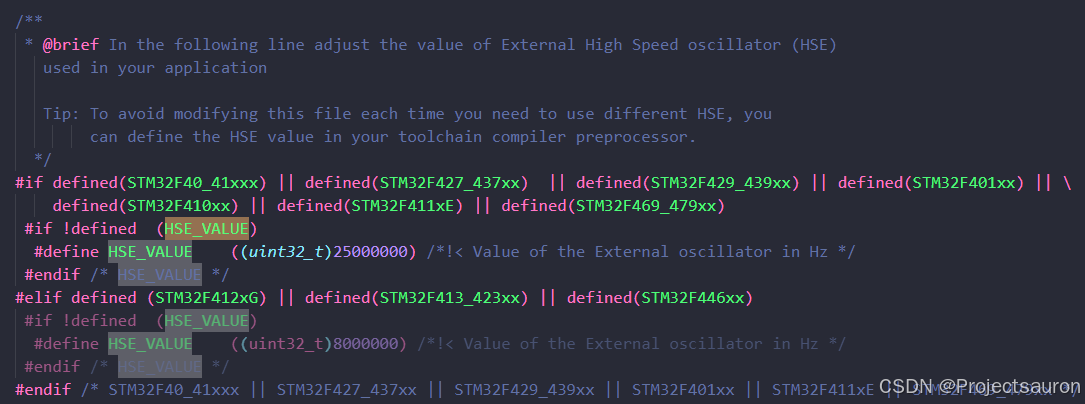 /**
* @brief In the following line adjust the value of External High Speed oscillator (HSE)
used in your application
Tip: To avoid modifying this file each time you need to use different HSE, you
can define the HSE value in your toolchain compiler preprocessor.
*/
#if defined(STM32F40_41xxx) || defined(STM32F427_437xx)  || defined(STM32F429_439xx) || defined(STM32F401xx) || \
defined(STM32F410xx) || defined(STM32F411xE) || defined(STM32F469_479xx)
#if !defined  (HSE_VALUE)
#define HSE_VALUE    ((uint32_t)25000000) /*!< Value of the External oscillator in Hz */
#endif /* HSE_VALUE */
#elif defined (STM32F412xG) || defined(STM32F413_423xx) || defined(STM32F446xx)
#if !defined  (HSE_VALUE)
#define HSE_VALUE    ((uint32_t)8000000) /*!< Value of the External oscillator in Hz */
#endif /* HSE_VALUE */
#endif /* STM32F40_41xxx || STM32F427_437xx || STM32F429_439xx || STM32F401xx || STM32F411xE || */
CSDN @Projectsauron